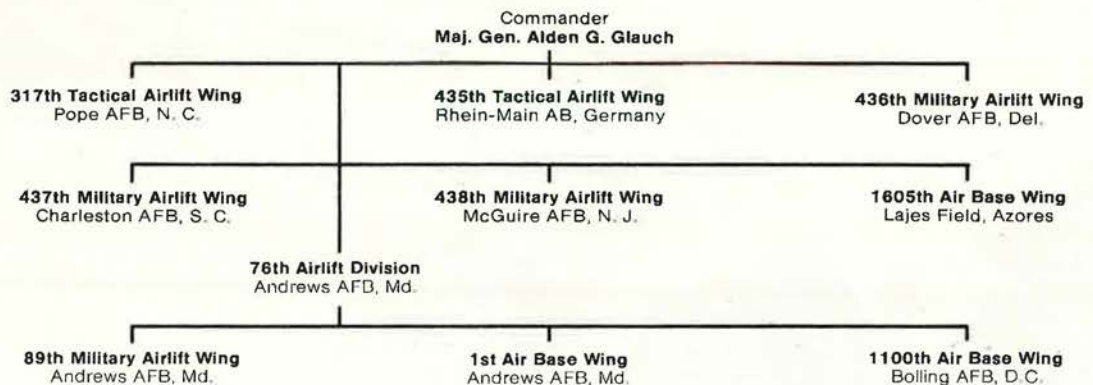 Commander
Maj. Gen. Alden G. Glauch
317th Tactical Airlift Wing
Pope AFB, N. C.
435th Tactical Airlift Wing
Rhein-Main AB, Germany
436th Military Airlift Wing
Dover AFB, Del.
437th Military Airlift Wing
Charleston AFB, S. C.
438th Military Airlift Wing
McGuire AFB, N. J.
1605th Air Base Wing
Lajes Field, Azores
76th Airlift Division
Andrews AFB, Md.
89th Military Airlift Wing
Andrews AFB, Md.
1st Air Base Wing
Andrews AFB, Md.
1100th Air Base Wing
Bolling AFB, D.C.